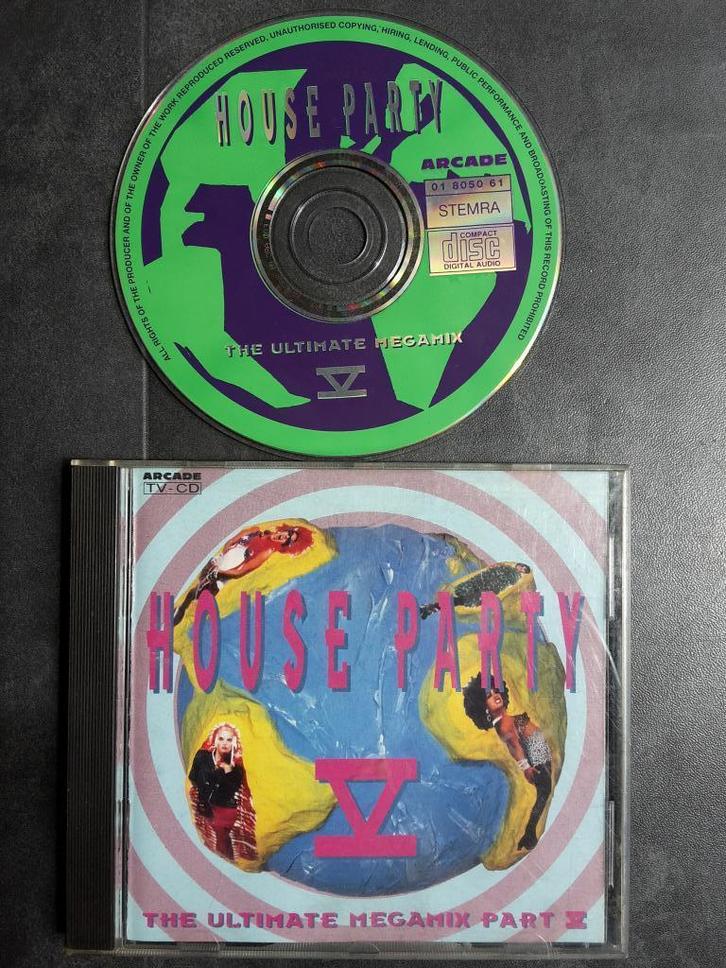 ALL RIGHTS OF THE PRODUCER AND OF THE OWNER OF THE WORK REPRODUCED RESERVED, UNAUTHORISED COPYING, HIRING, LENDING, PUBLIC PERFORMANCE AND BROADCASTING OF THIS RECORD PROHIBITED
HOUSE PARTY
ARCADE
01 8050 61
STEMRA
COMPACT
disc
DIGITAL AUDIO
THE ULTIMATE MEGAMIX
V
ARCADE
TV-CD
HOUSE PARTY
V
THE ULTIMATE MEGAMIX PART V